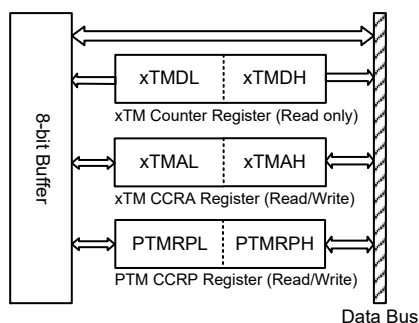 8-bit Buffer
xTMDL xTMDH
xTM Counter Register (Read only)
xTMAL xTMAH
xTM CCRA Register (Read/Write)
PTMRPL PTMRPH
PTM CCRP Register (Read/Write)
Data Bus